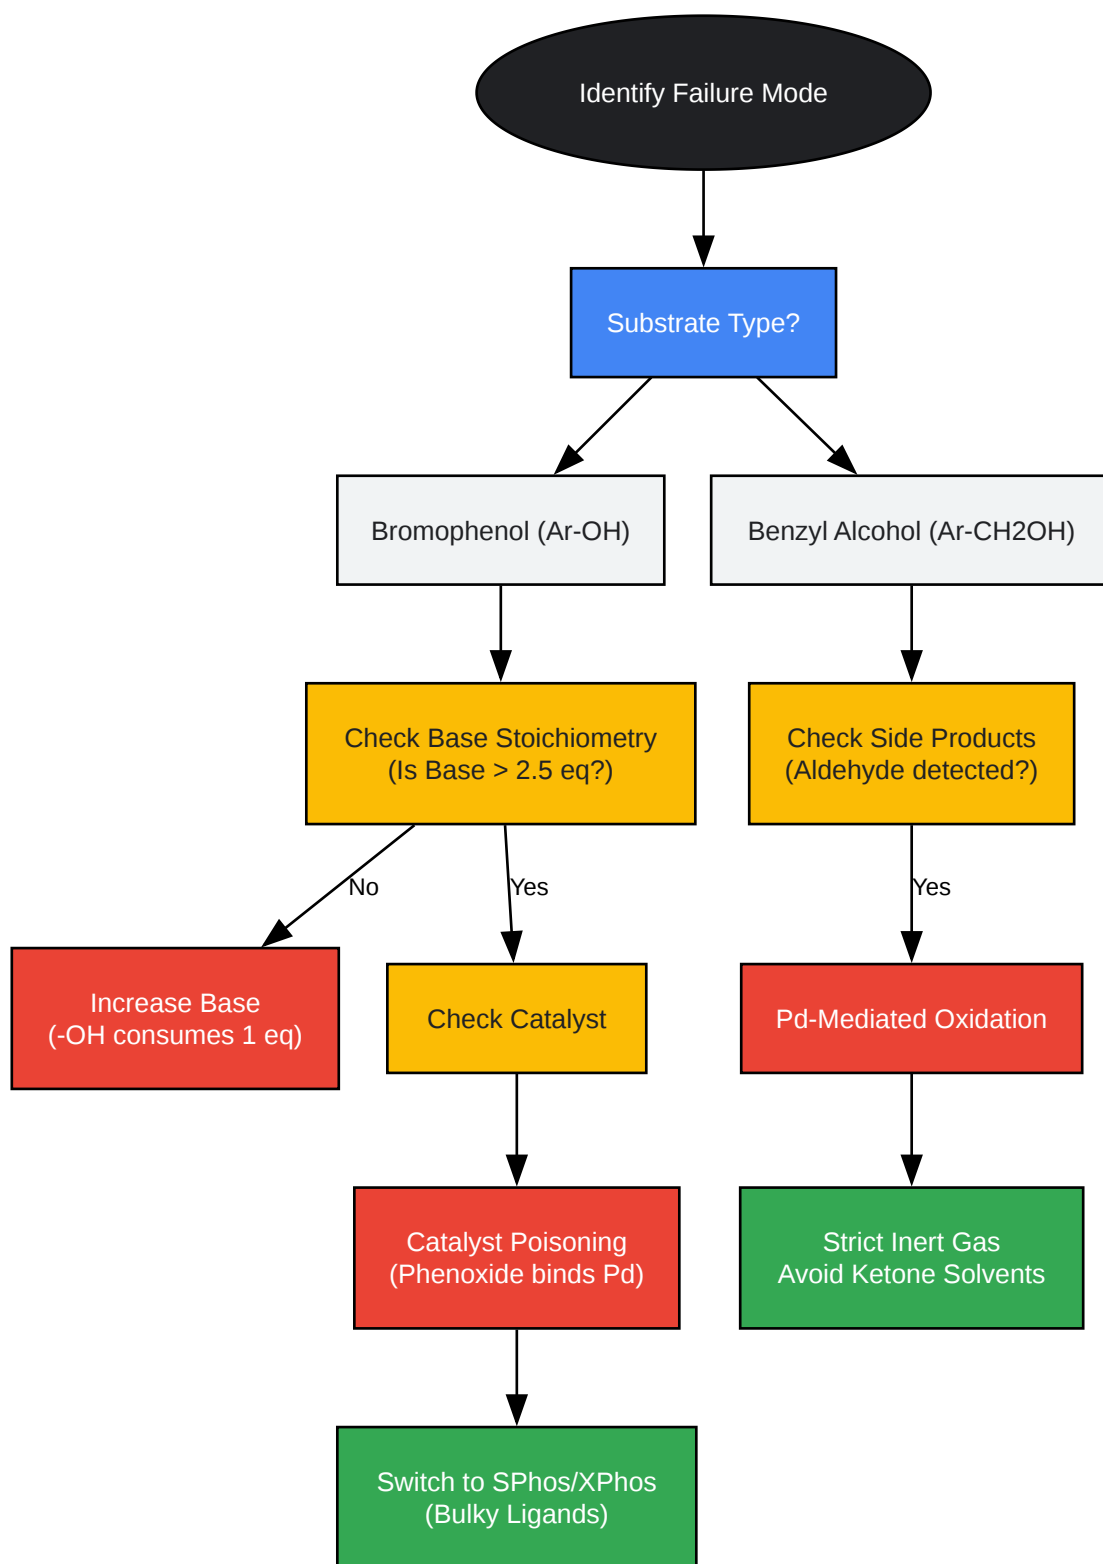 Identify Failure Mode
Substrate Type?
Bromophenol (Ar-OH)
Benzyl Alcohol (Ar-CH2OH)
Check Base Stoichiometry
(Is Base > 2.5 eq?)
Check Side Products
(Aldehyde detected?)
No
Yes
Yes
Increase Base
(-OH consumes 1 eq)
Check Catalyst
Pd-Mediated Oxidation
Catalyst Poisoning
(Phenoxide binds Pd)
Strict Inert Gas
Avoid Ketone Solvents
Switch to SPhos/XPhos
(Bulky Ligands)